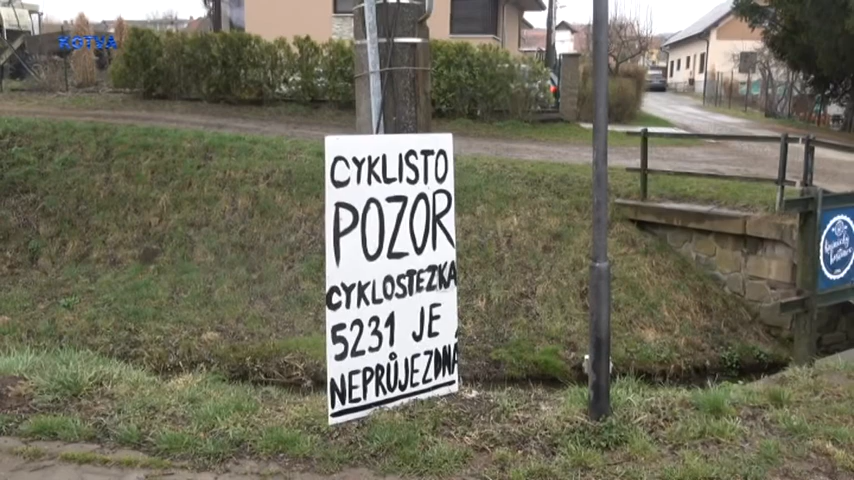 KOTVA
CYKLISTO
POZOR
CYKLOSTEZKA
5231 JE
NEPRŮJEZDNÁ